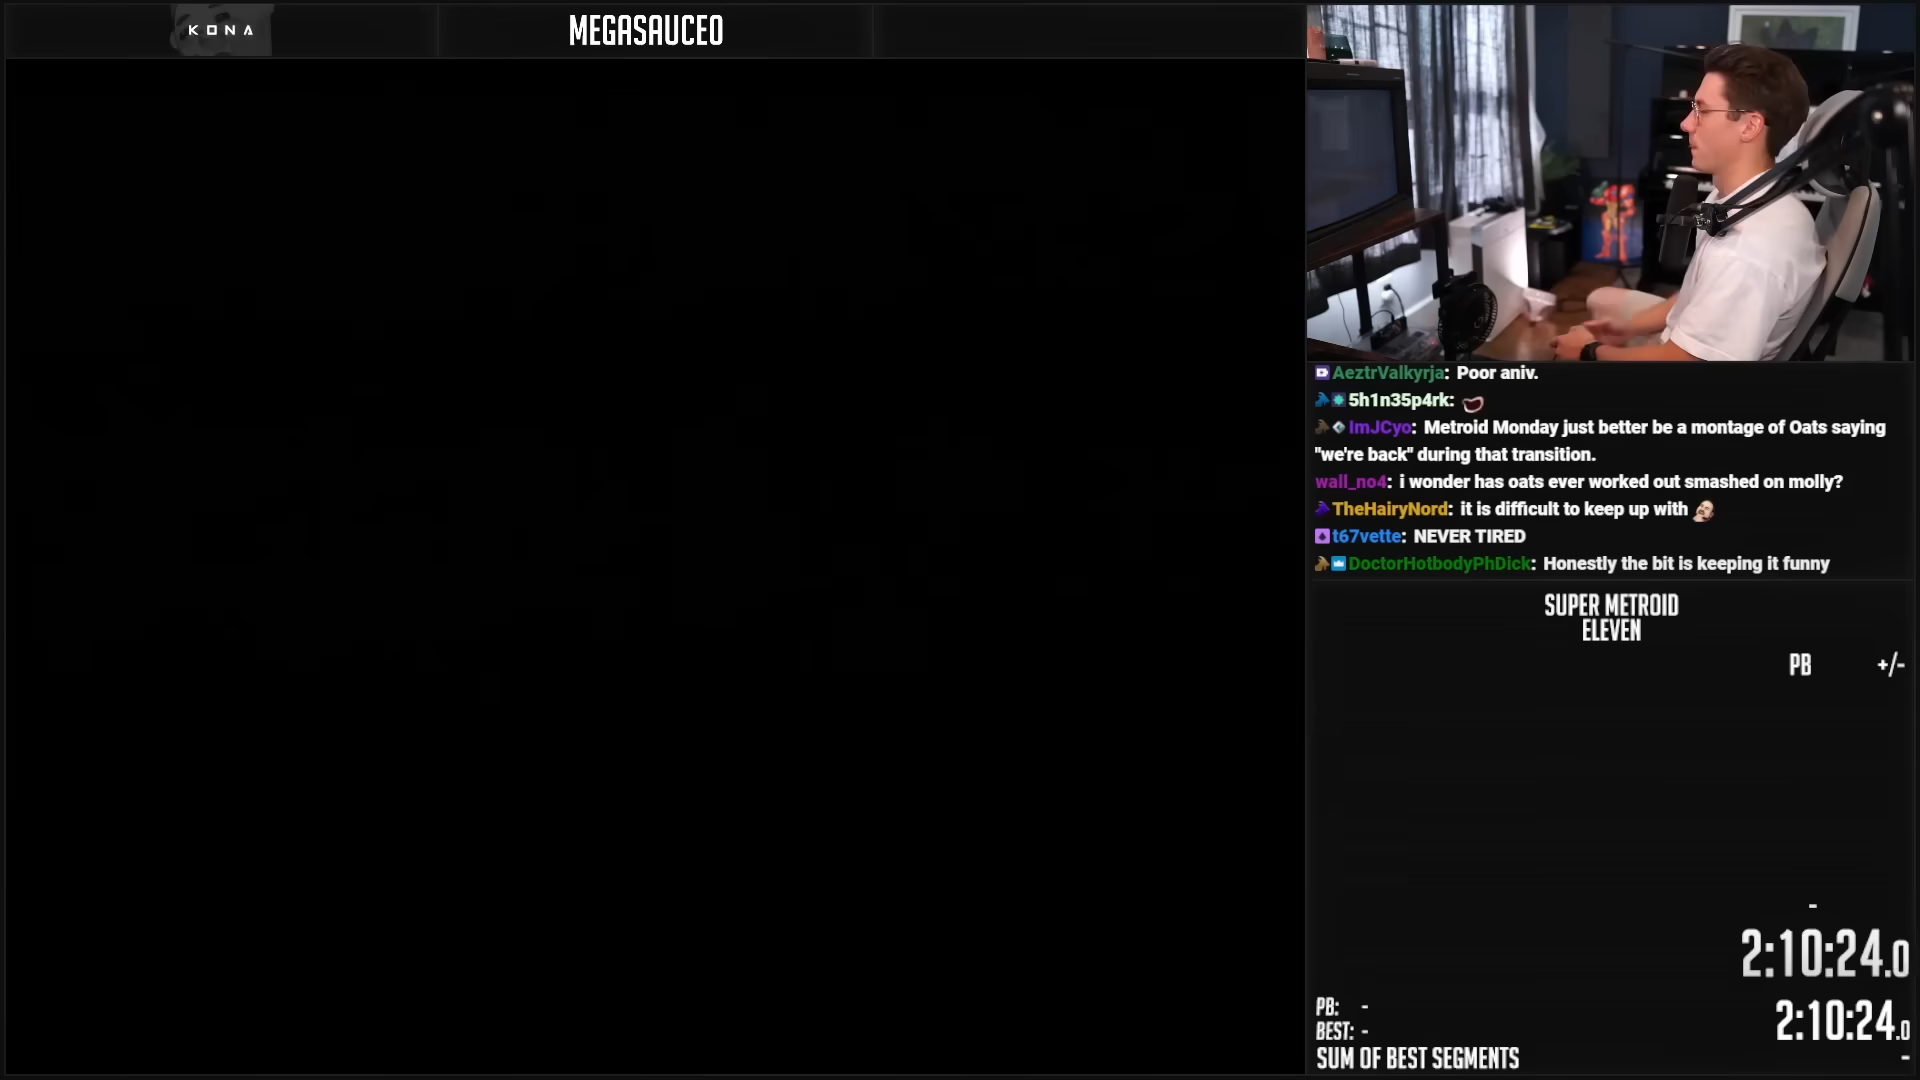 KONA
MEGASAUCEO
AeztrValkyrja: Poor aniv.
5h1n35p4rk:
ImJCyo: Metroid Monday just better be a montage of Oats saying
"we're back" during that transition.
wall_no4: i wonder has oats ever worked out smashed on molly?
TheHairyNord: it is difficult to keep up with
t67vette: NEVER TIRED
DoctorHotbodyPhDick: Honestly the bit is keeping it funny
SUPER METROID
ELEVEN
PB +/-
-
2:10:24.0
PB: -
2:10:24.0
BEST: -
SUM OF BEST SEGMENTS -